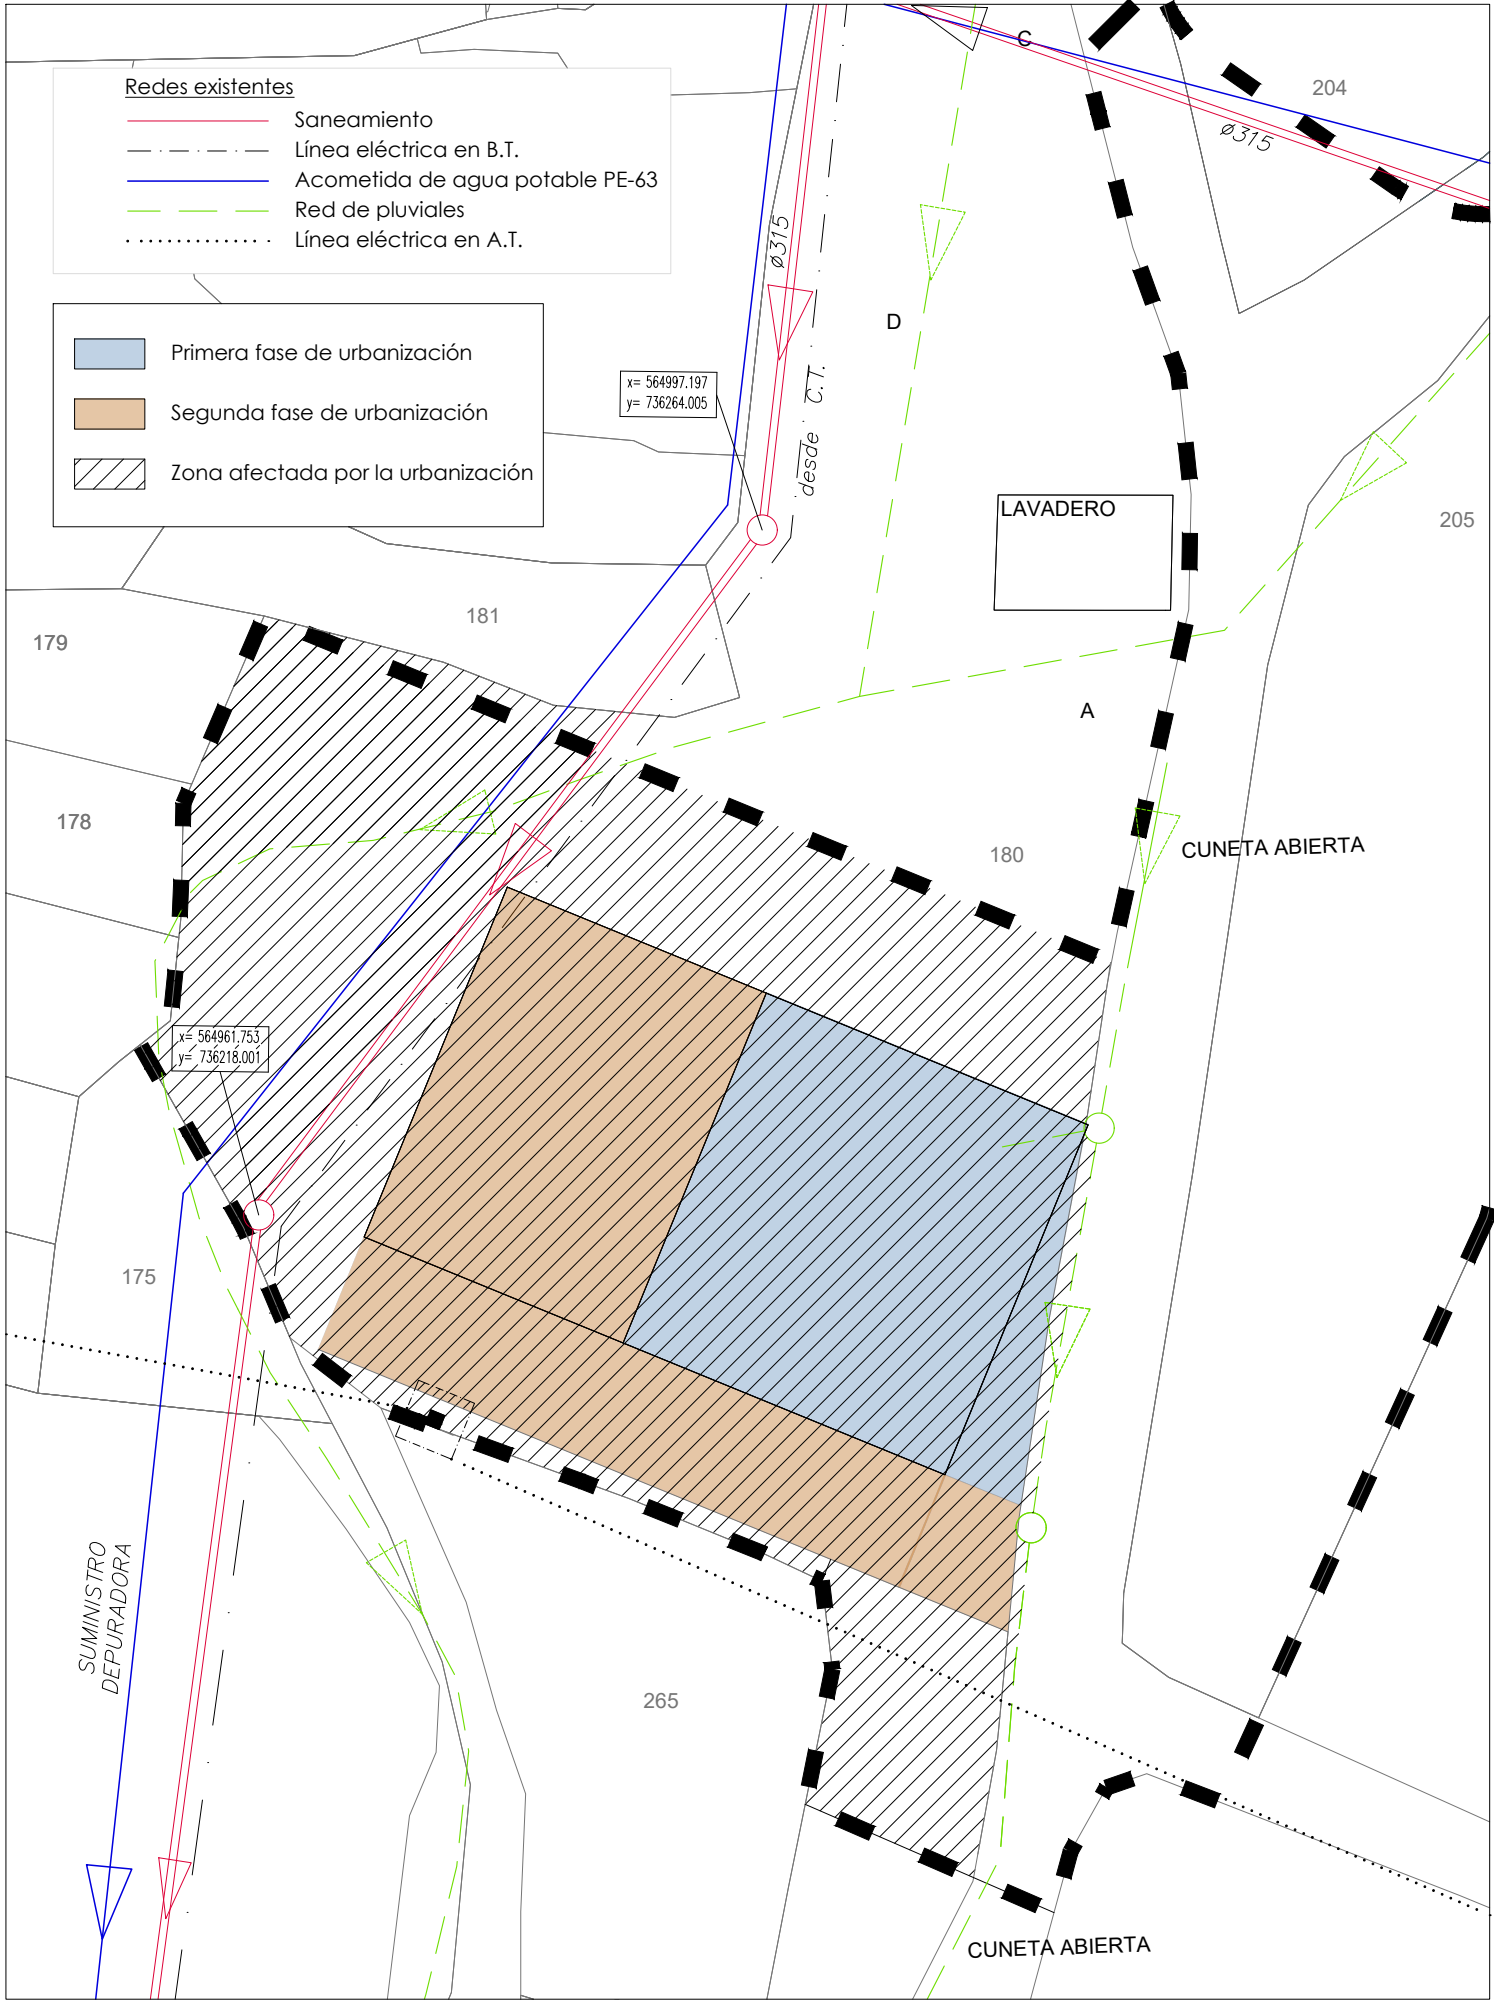 C
204
Redes existentes
Saneamiento
Línea eléctrica en B.T.
Acometida de agua potable PE-63
Red de pluviales
Línea eléctrica en A.T.
ø315
ø315
D
Primera fase de urbanización
Segunda fase de urbanización
Zona afectada por la urbanización
x= 564997.197
y= 736264.005
desde C.T.
LAVADERO
205
181
179
A
178
180
CUNETA ABIERTA
x= 564961.753
y= 736218.001
175
SUMINISTRO
DEPURADORA
265
CUNETA ABIERTA